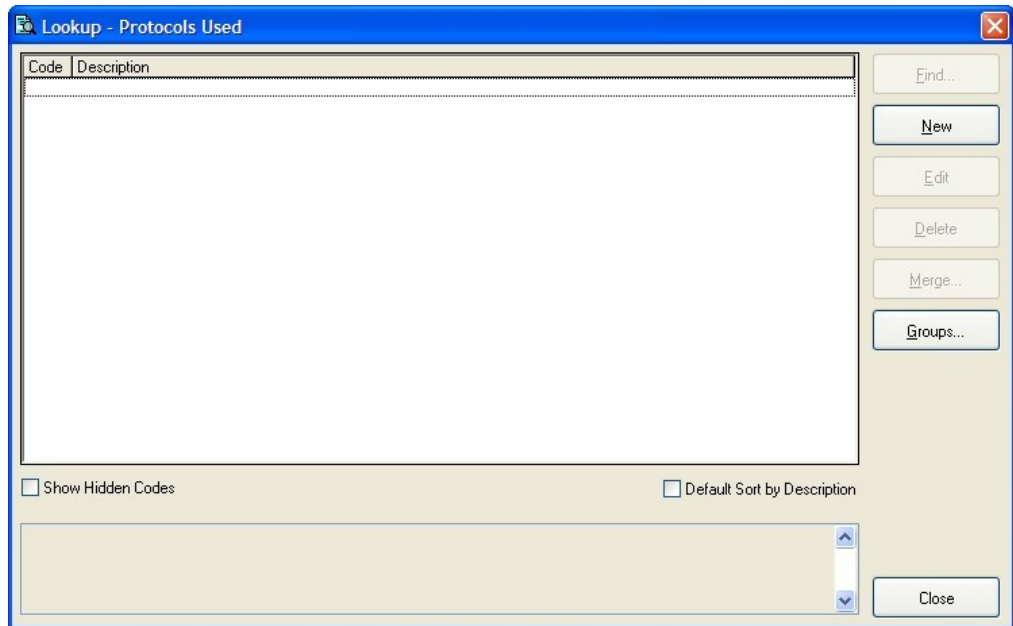 Lookup - Protocols Used
Code Description
Find...
New
Edit
Delete
Merge...
Groups...
Show Hidden Codes
Default Sort by Description
Close